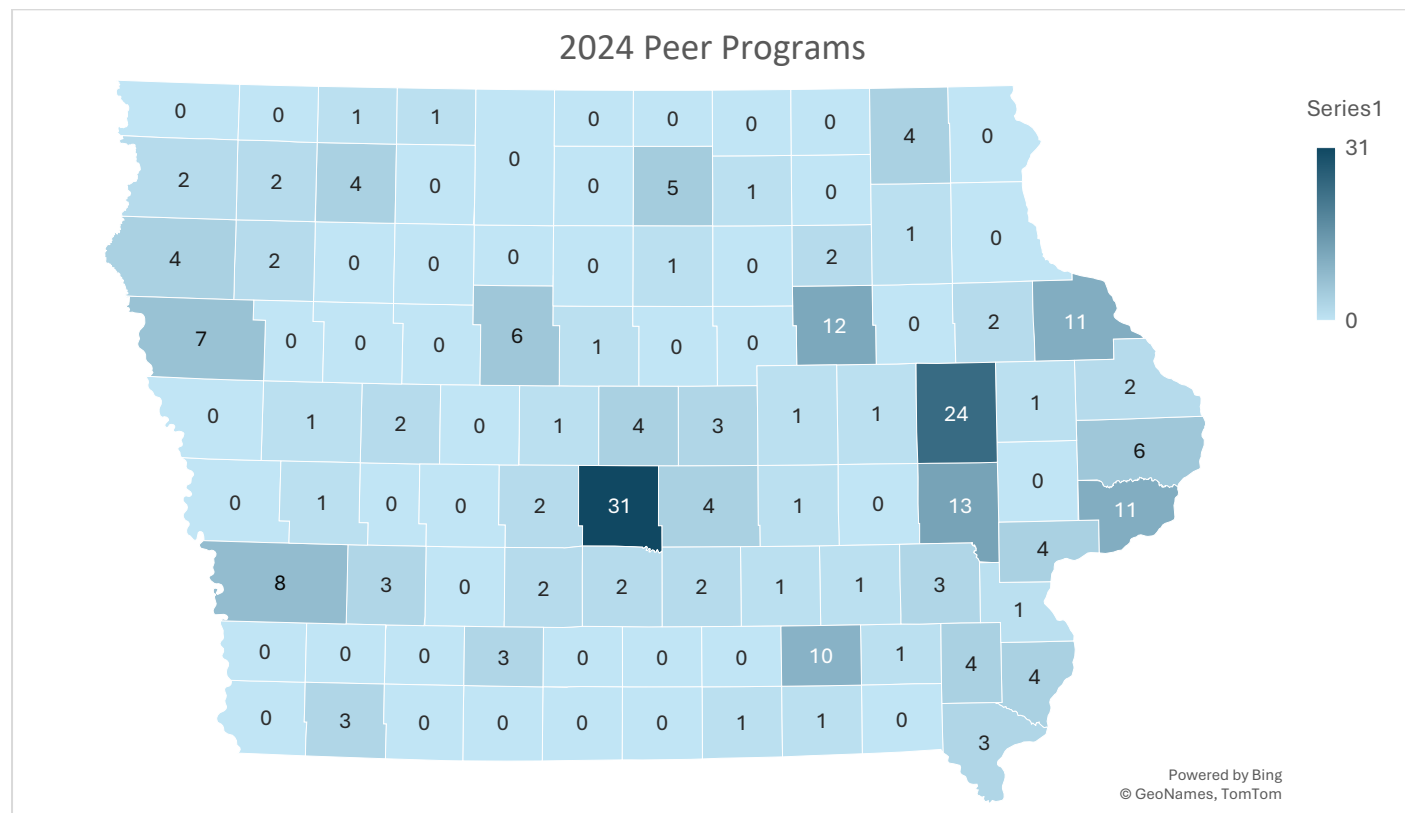 2024 Peer Programs
Series1
31
0
0 0 1 1 0 0 0 0 0 4 0
2 2 4 0 0 5 1 0
4 2 0 0 0 0 1 0 2 1 0
7 0 0 0 6 1 0 0 12 0 2 11
0 1 2 0 1 4 3 1 1 24 1 2
6
0 1 0 0 2 31 4 1 0 13 0 11
4
8 3 0 2 2 2 1 1 3 1
0 0 0 3 0 0 0 10 1 4 4
0 3 0 0 0 0 1 1 0 3
Powered by Bing
© GeoNames, TomTom